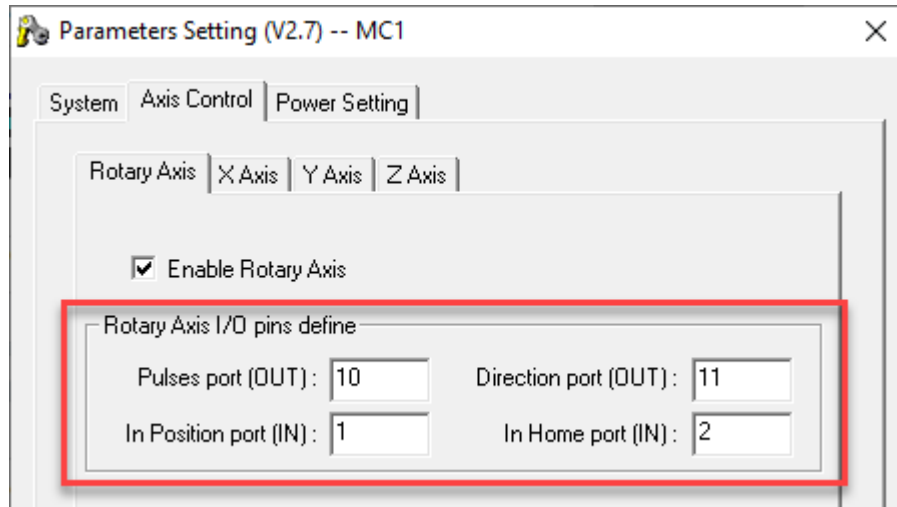 Parameters Setting (V2.7) -- MC1
System Axis Control Power Setting
Rotary Axis X Axis Y Axis Z Axis
Enable Rotary Axis
Rotary Axis I/O pins define
Pulses port (OUT) : 10 Direction port (OUT) : 11
In Position port (IN) : 1 In Home port (IN) : 2